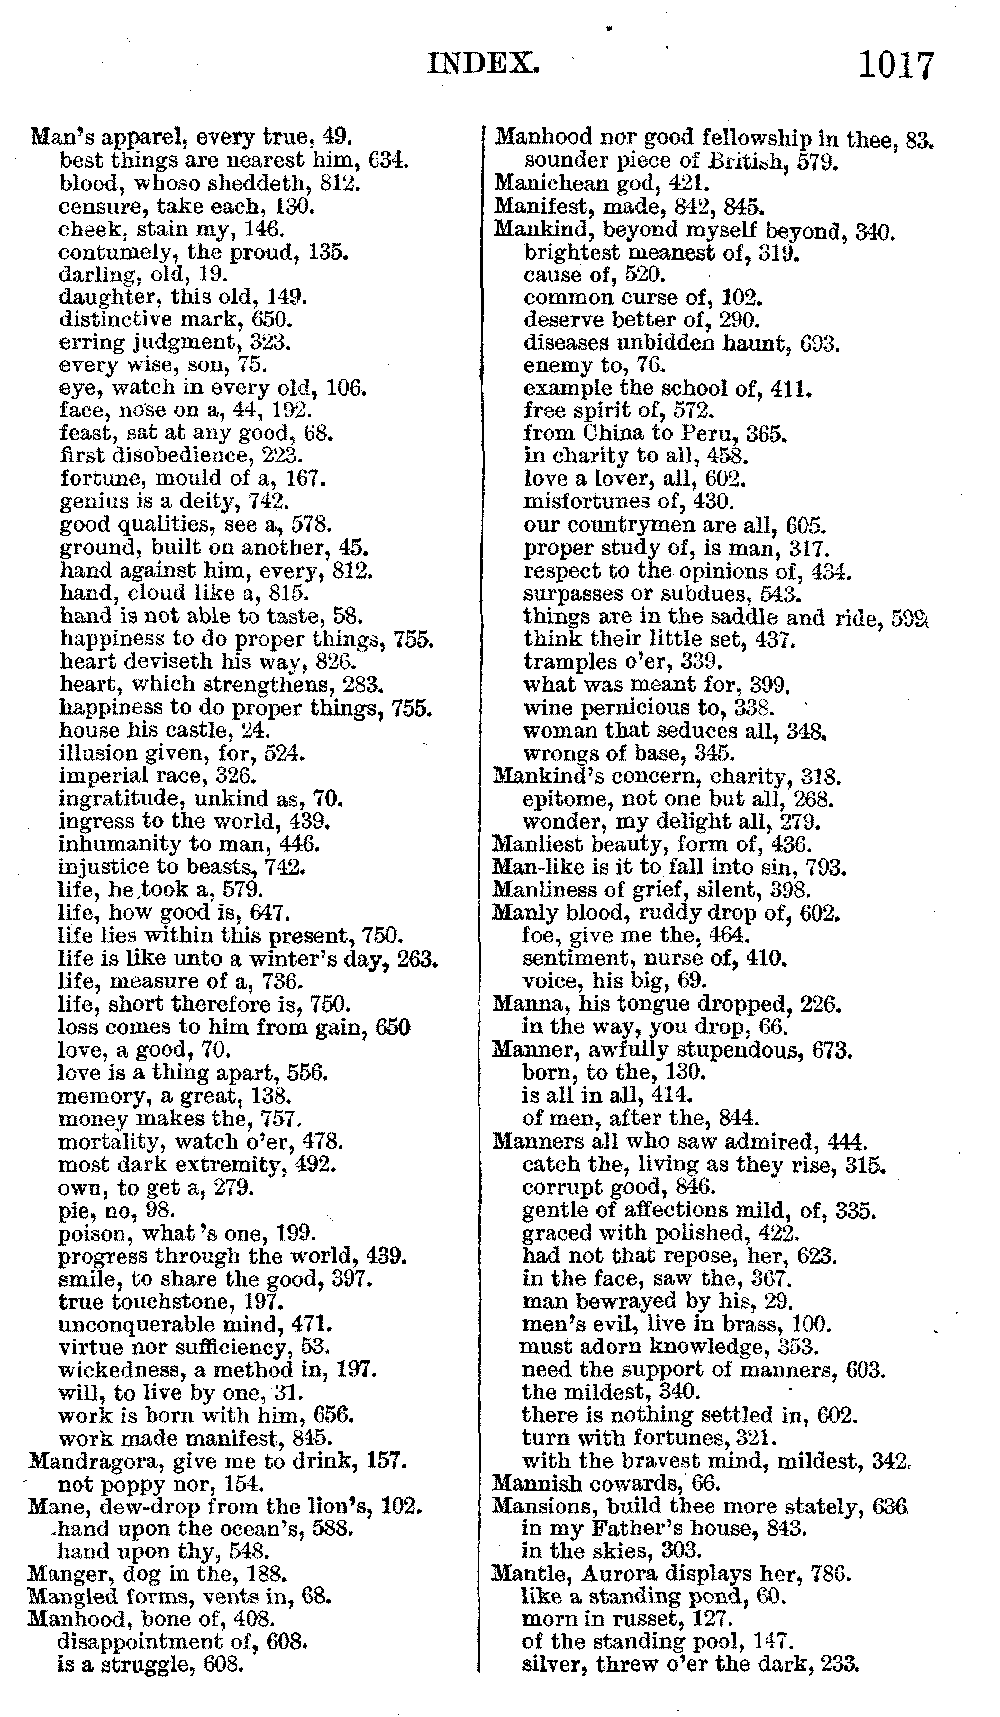 INDEX. 1017
Man's apparel, every true, 49.
best things are nearest him, 634.
blood, whoso sheddeth, 812.
censure, take each, 130.
cheek, stain my, 146.
contumely, the proud, 135.
darling, old, 19.
daughter, this old, 149.
distinctive mark, 650.
erring judgment, 323.
every wise, son, 75.
eye, watch in every old, 106.
face, nose on a, 44, 192.
feast, sat at any good, 68.
first disobedience, 223.
fortune, mould of a, 167.
genius is a deity, 742.
good qualities, see a, 578.
ground, built on another, 45.
hand against him, every, 812.
hand, cloud like a, 815.
hand is not able to taste, 58.
happiness to do proper things, 755.
heart deviseth his way, 826.
heart, which strengthens, 283.
happiness to do proper things, 755.
house his castle, 24.
illusion given, for, 524.
imperial race, 326.
ingratitude, unkind as, 70.
ingress to the world, 439.
inhumanity to man, 446.
injustice to beasts, 742.
life, he took a, 579.
life, how good is, 647.
life lies within this present, 750.
life is like unto a winter's day, 263.
life, measure of a, 736.
life, short therefore is, 750.
loss comes to him from gain, 650
love, a good, 70.
love is a thing apart, 556.
memory, a great, 138.
money makes the, 757.
mortality, watch o'er, 478.
most dark extremity, 492.
own, to get a, 279.
pie, no, 98.
poison, what 's one, 199.
progress through the world, 439.
smile, to share the good, 397.
true touchstone, 197.
unconquerable mind, 471.
virtue nor sufficiency, 53.
wickedness, a method in, 197.
will, to live by one, 31.
work is born with him, 656.
work made manifest, 845.
Mandragora, give me to drink, 157.
not poppy nor, 154.
Mane, dew-drop from the lion's, 102.
hand upon the ocean's, 588.
hand upon thy, 548.
Manger, dog in the, 188.
Mangled forms, vents in, 68.
Manhood, bone of, 408.
disappointment of, 608.
is a struggle, 608.
Manhood nor good fellowship in thee, 83.
sounder piece of British, 579.
Manichean god, 421.
Manifest, made, 842, 845.
Mankind, beyond myself beyond, 340.
brightest meanest of, 319.
cause of, 520.
common curse of, 102.
deserve better of, 290.
diseases unbidden haunt, 693.
enemy to, 76.
example the school of, 411.
free spirit of, 572.
from China to Peru, 365.
in charity to all, 458.
love a lover, all, 602.
misfortunes of, 430.
our countrymen are all, 605.
proper study of, is man, 317.
respect to the opinions of, 434.
surpasses or subdues, 543.
things are in the saddle and ride, 599.
think their little set, 437.
tramples o'er, 339.
what was meant for, 399.
wine pernicious to, 338.
woman that seduces all, 348.
wrongs of base, 345.
Mankind's concern, charity, 318.
epitome, not one but all, 268.
wonder, my delight all, 279.
Manliest beauty, form of, 436.
Man-like is it to fall into sin, 793.
Manliness of grief, silent, 398.
Manly blood, ruddy drop of, 602.
foe, give me the, 464.
sentiment, nurse of, 410.
voice, his big, 69.
Manna, his tongue dropped, 226.
in the way, you drop, 66.
Manner, awfully stupendous, 673.
born, to the, 130.
is all in all, 414.
of men, after the, 844.
Manners all who saw admired, 444.
catch the, living as they rise, 315.
corrupt good, 846.
gentle of affections mild, of, 335.
graced with polished, 422.
had not that repose, her, 623.
in the face, saw the, 367.
man bewrayed by his, 29.
men's evil, live in brass, 100.
must adorn knowledge, 353.
need the support of manners, 603.
the mildest, 340.
there is nothing settled in, 602.
turn with fortunes, 321.
with the bravest mind, mildest, 342.
Mannish cowards, 66.
Mansions, build thee more stately, 636
in my Father's house, 843.
in the skies, 303.
Mantle, Aurora displays her, 786.
like a standing pond, 60.
morn in russet, 127.
of the standing pool, 147.
silver, threw o'er the dark, 233.